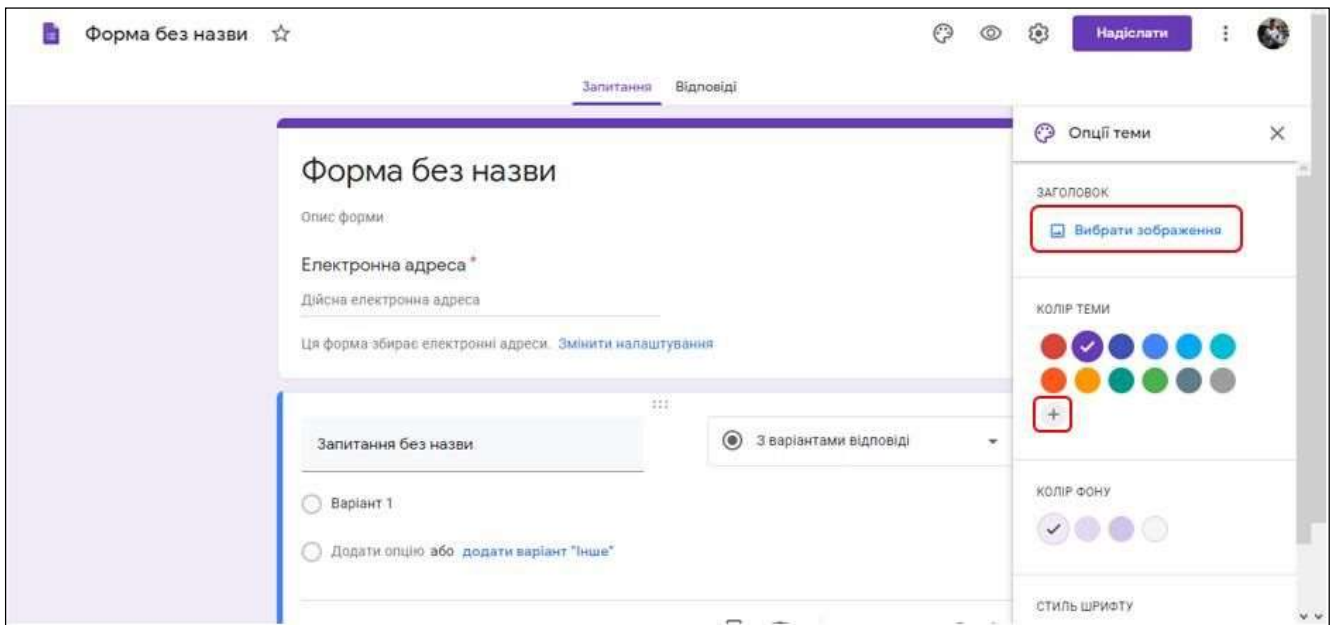 Форма без назви
Надіслати
Запитання Відповіді
Форма без назви
Опис форми
Електронна адреса *
Дійсна електронна адреса
Ця форма збирає електронні адреси. Змінити налаштування
Запитання без назви
З варіантами відповіді
Варіант 1
Додати опцію або додати варіант "Інше"
Опції теми
ЗАГОЛОВОК
Вибрати зображення
КОЛІР ТЕМИ
КОЛІР ФОНУ
СТИЛЬ ШРИФТУ